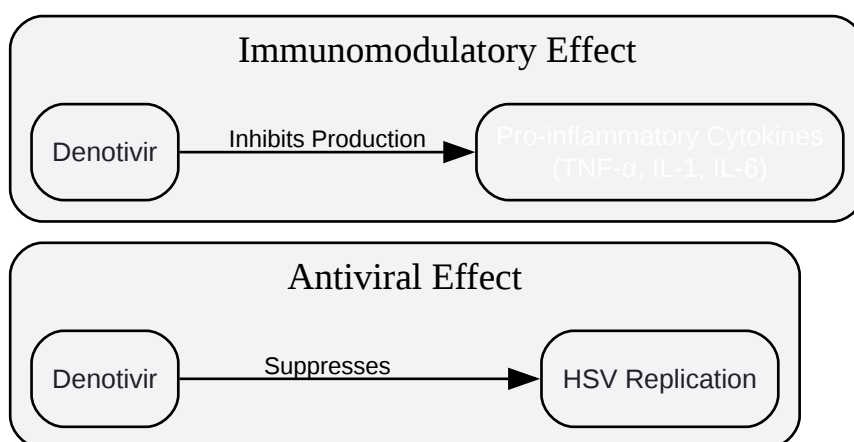 Immunomodulatory Effect
Denotivir
Inhibits Production
Pro-inflammatory Cytokines
(TNF-α, IL-1, IL-6)
Antiviral Effect
Denotivir
Suppresses
HSV Replication